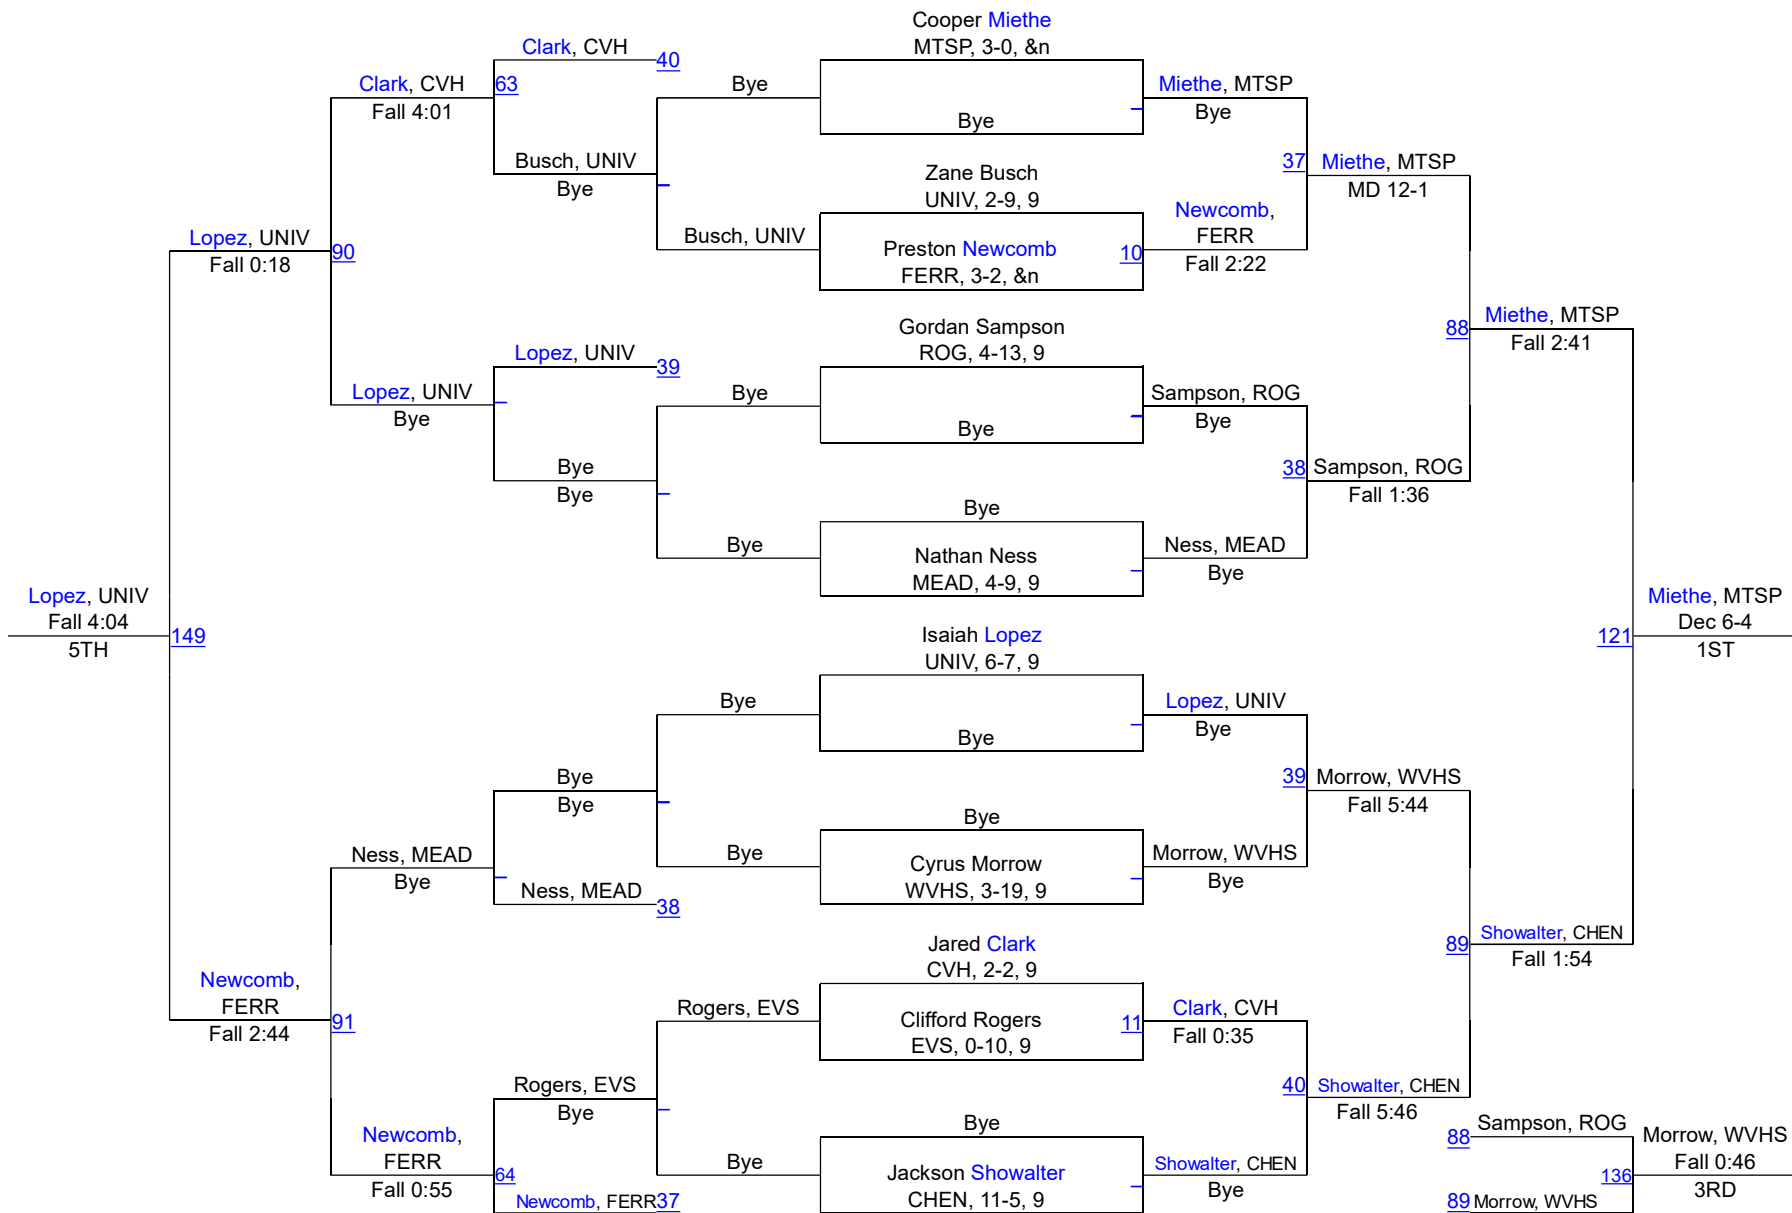 Cooper Miethe
MTSP, 3-0, &n
Clark, CVH
40
Clark, CVH
63
Fall 4:01
Bye
Bye
Miethe, MTSP
Bye
Busch, UNIV
Bye
Zane Busch
UNIV, 2-9, 9
37
Miethe, MTSP
MD 12-1
Lopez, UNIV
90
Fall 0:18
Busch, UNIV
Preston Newcomb
FERR, 3-2, &n
10
Newcomb,
FERR
Fall 2:22
Gordan Sampson
ROG, 4-13, 9
88
Miethe, MTSP
Fall 2:41
Lopez, UNIV
39
Lopez, UNIV
Bye
Bye
Bye
Sampson, ROG
Bye
Bye
Bye
38
Sampson, ROG
Fall 1:36
Bye
Bye
Nathan Ness
MEAD, 4-9, 9
Ness, MEAD
Bye
Lopez, UNIV
Fall 4:04
5TH
149
Isaiah Lopez
UNIV, 6-7, 9
121
Miethe, MTSP
Dec 6-4
1ST
Bye
Bye
Lopez, UNIV
Bye
Bye
Bye
39
Morrow, WVHS
Fall 5:44
Bye
Ness, MEAD
Bye
Bye
Cyrus Morrow
WVHS, 3-19, 9
Morrow, WVHS
Bye
Ness, MEAD
38
Jared Clark
CVH, 2-2, 9
89
Showalter, CHEN
Fall 1:54
Newcomb,
FERR
Fall 2:44
91
Rogers, EVS
Clifford Rogers
EVS, 0-10, 9
11
Clark, CVH
Fall 0:35
Rogers, EVS
Bye
40
Showalter, CHEN
Fall 5:46
Bye
88
Sampson, ROG
Newcomb,
FERR
Fall 0:55
64
Bye
Jackson Showalter
CHEN, 11-5, 9
Showalter, CHEN
Bye
Morrow, WVHS
Fall 0:46
3RD
136
Newcomb, FERR
37
89
Morrow, WVHS